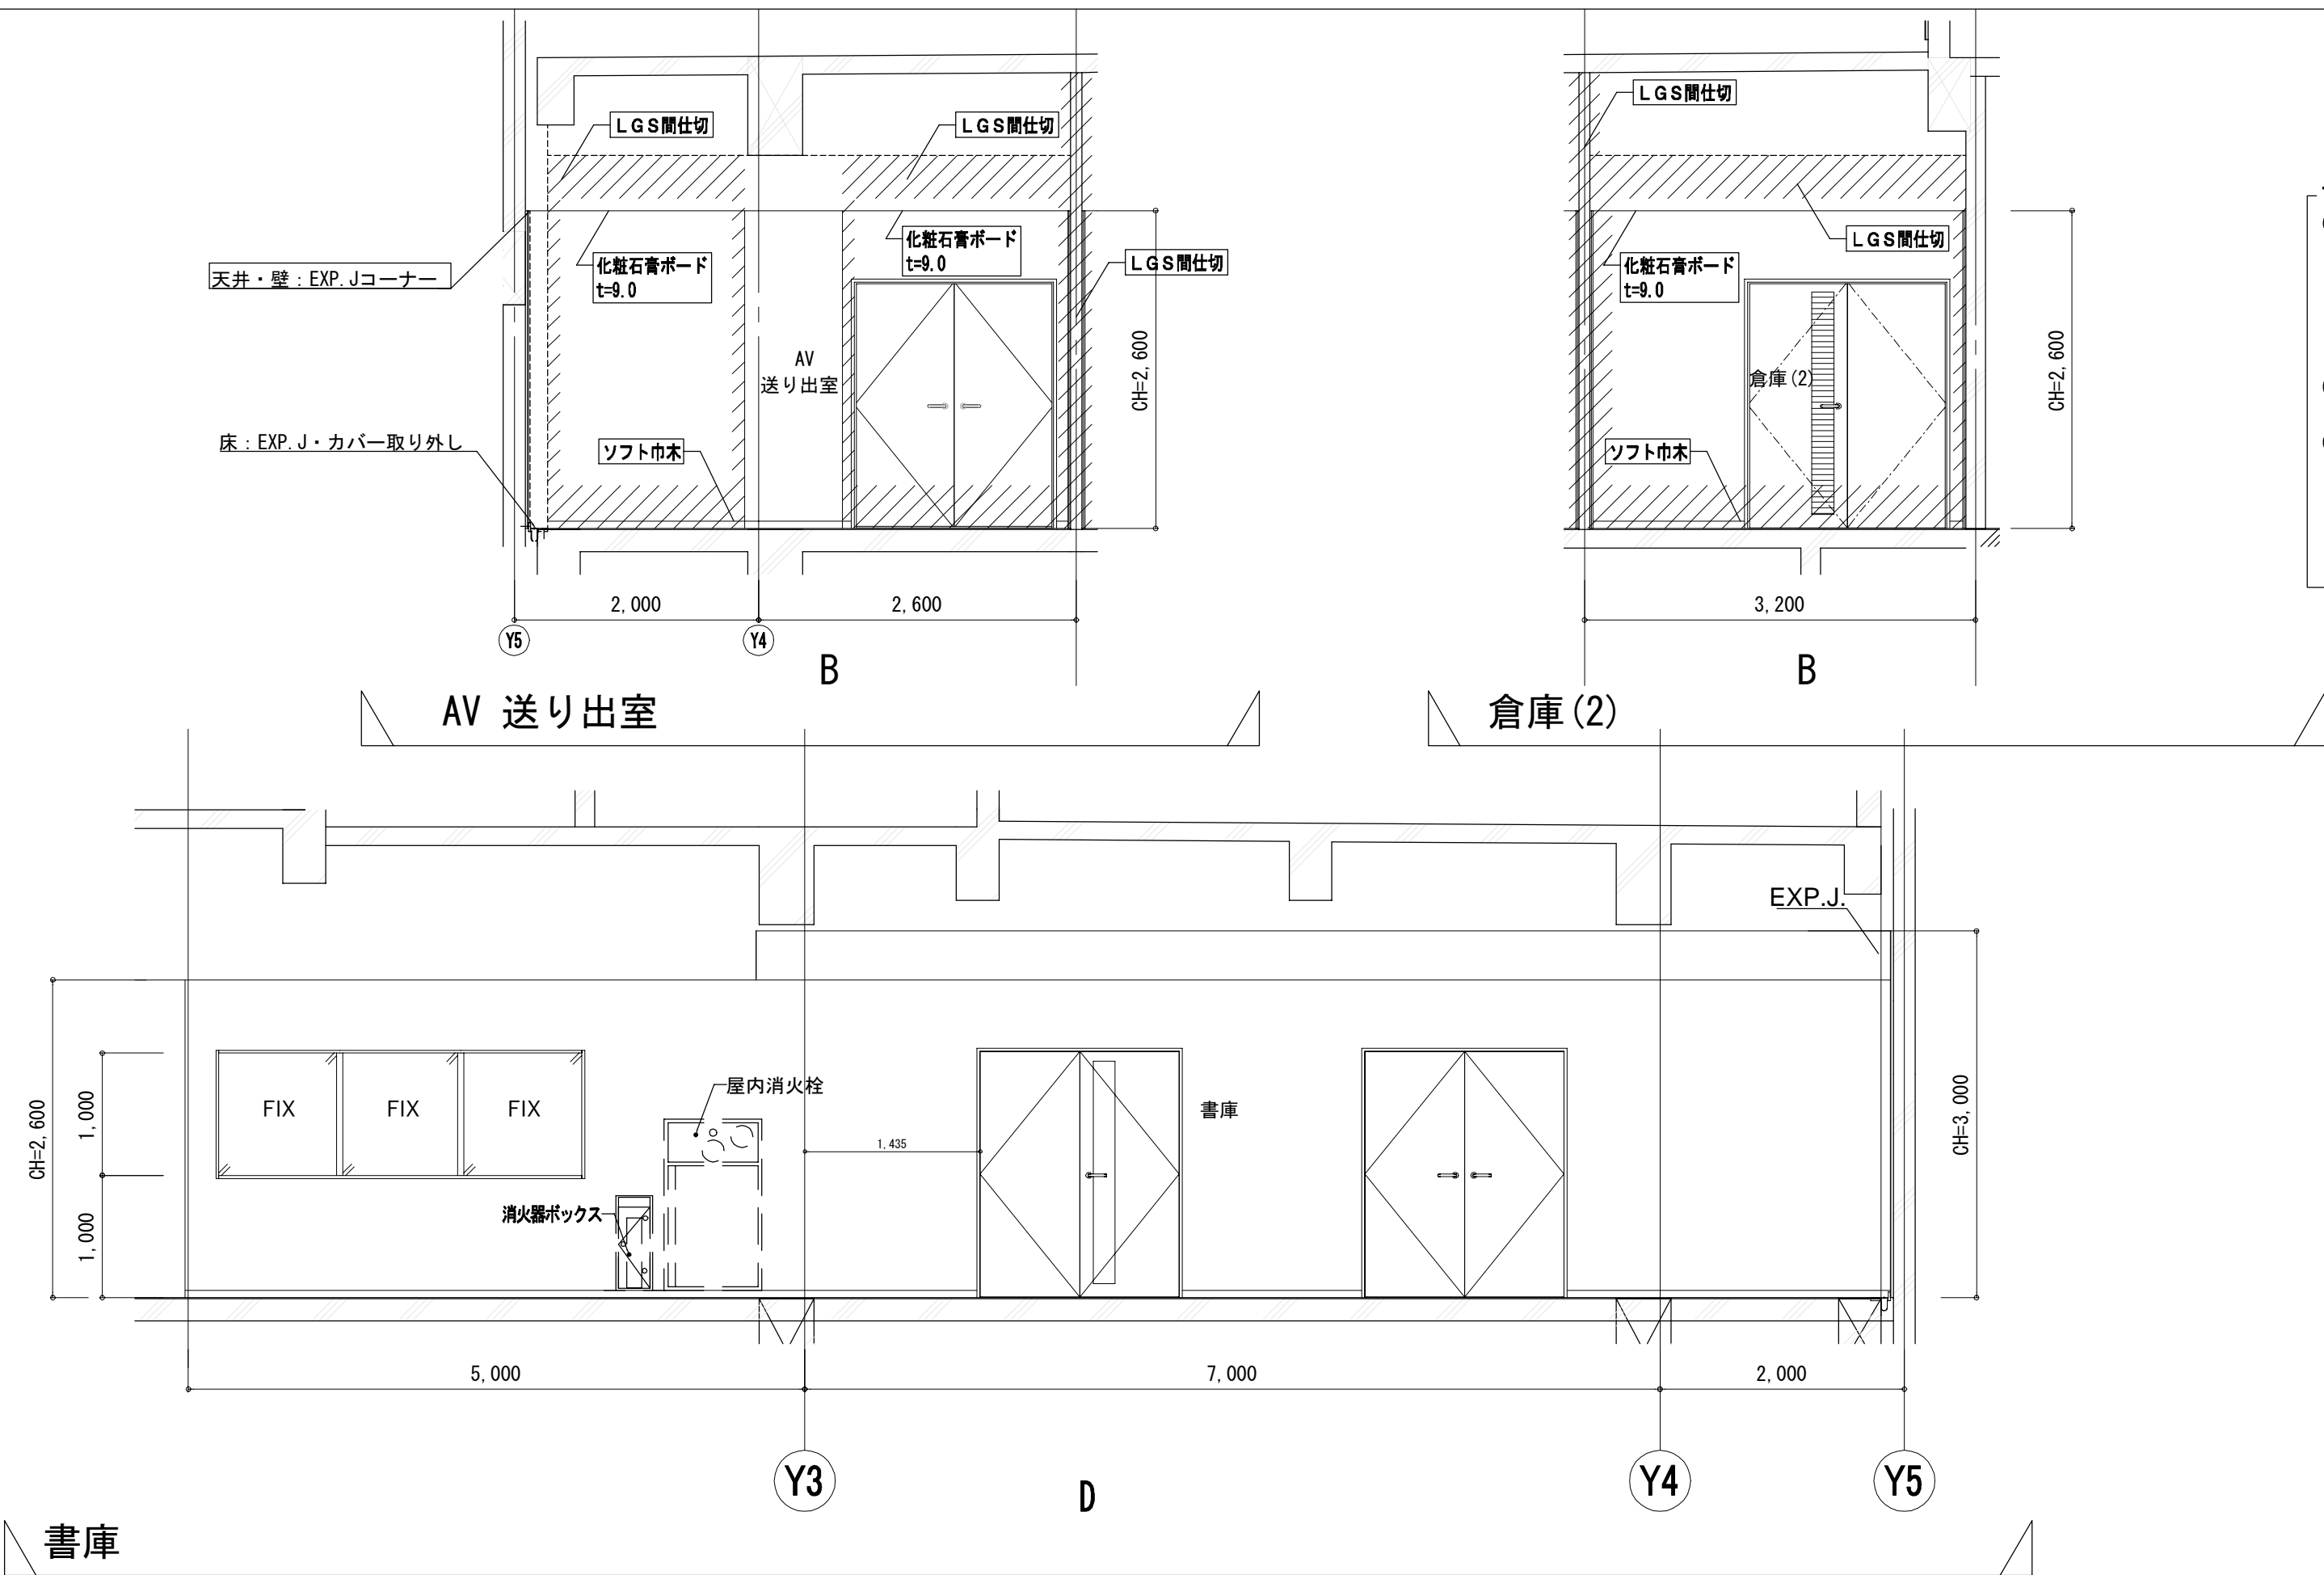 LGS間仕切
LGS間仕切
LGS間仕切
化粧石膏ボード
t=9.0
化粧石膏ボード
t=9.0
LGS間仕切
天井・壁：EXP.Jコーナー
CH=2,600
AV
送り出室
床：EXP.J・カバー取り外し
ソフト巾木
2,000
2,600
Y5
Y4
B
AV 送り出室
LGS間仕切
化粧石膏ボード
t=9.0
倉庫(2)
CH=2,600
ソフト巾木
3,200
B
倉庫(2)
EXP.J.
CH=2,600
1,000
1,000
FIX
FIX
FIX
屋内消火栓
消火器ボックス
1,435
書庫
CH=3,000
5,000
7,000
2,000
Y3
Y4
Y5
D
書庫